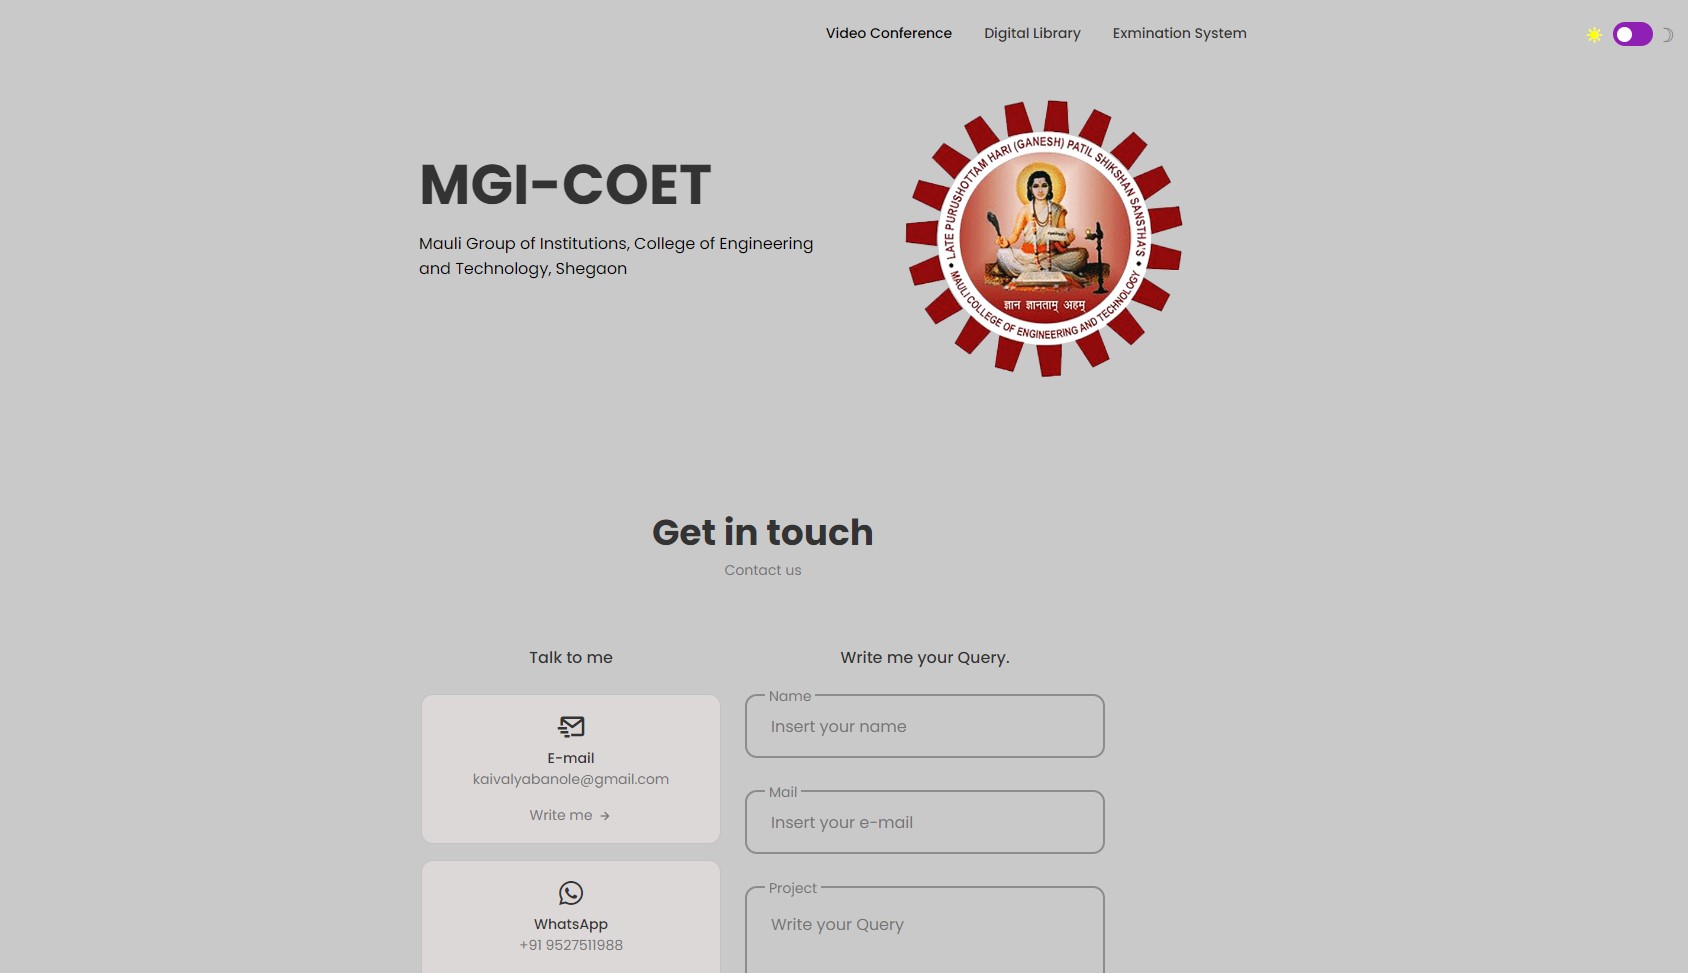 Video Conference
Digital Library
Exmination System
MGI-COET
Mauli Group of Institutions, College of Engineering
and Technology, Shegaon
LATE PURUSHOTTAM HARI (GANESH) PATIL SHIKSHAN SANSTHA'S
• MAULI COLLEGE OF ENGINEERING AND TECHNOLOGY •
ज्ञान ज्ञानताम् अहम्
Get in touch
Contact us
Talk to me
Write me your Query.
E-mail
kaivalyabanole@gmail.com
Write me →
WhatsApp
+91 9527511988
Name
Insert your name
Mail
Insert your e-mail
Project
Write your Query